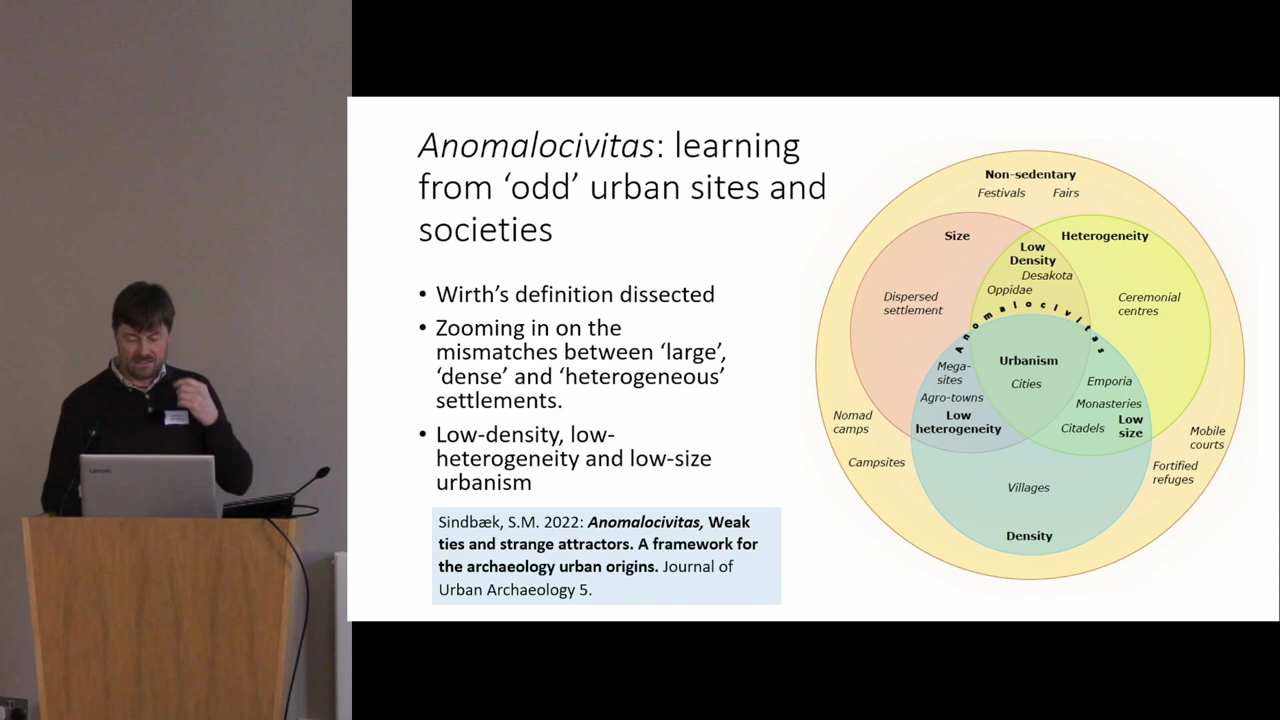 Anomalocivitas: learning
from ‘odd’ urban sites and
societies
• Wirth’s definition dissected
• Zooming in on the
mismatches between ‘large’,
‘dense’ and ‘heterogeneous’
settlements.
• Low-density, low-
heterogeneity and low-size
urbanism
Sindbæk, S.M. 2022: Anomalocivitas, Weak
ties and strange attractors. A framework for
the archaeology urban origins. Journal of
Urban Archaeology 5.
Non-sedentary
Festivals Fairs
Size
Heterogeneity
Low
Density
Desakota
Oppidae
Dispersed
settlement
Ceremonial
centres
Anomalocivitas
Urbanism
Cities
Mega-
sites
Agro-towns
Low
heterogeneity
Emporia
Monasteries
Citadels
Low
size
Nomad
camps
Campsites
Mobile
courts
Fortified
refuges
Villages
Density
Lenovo